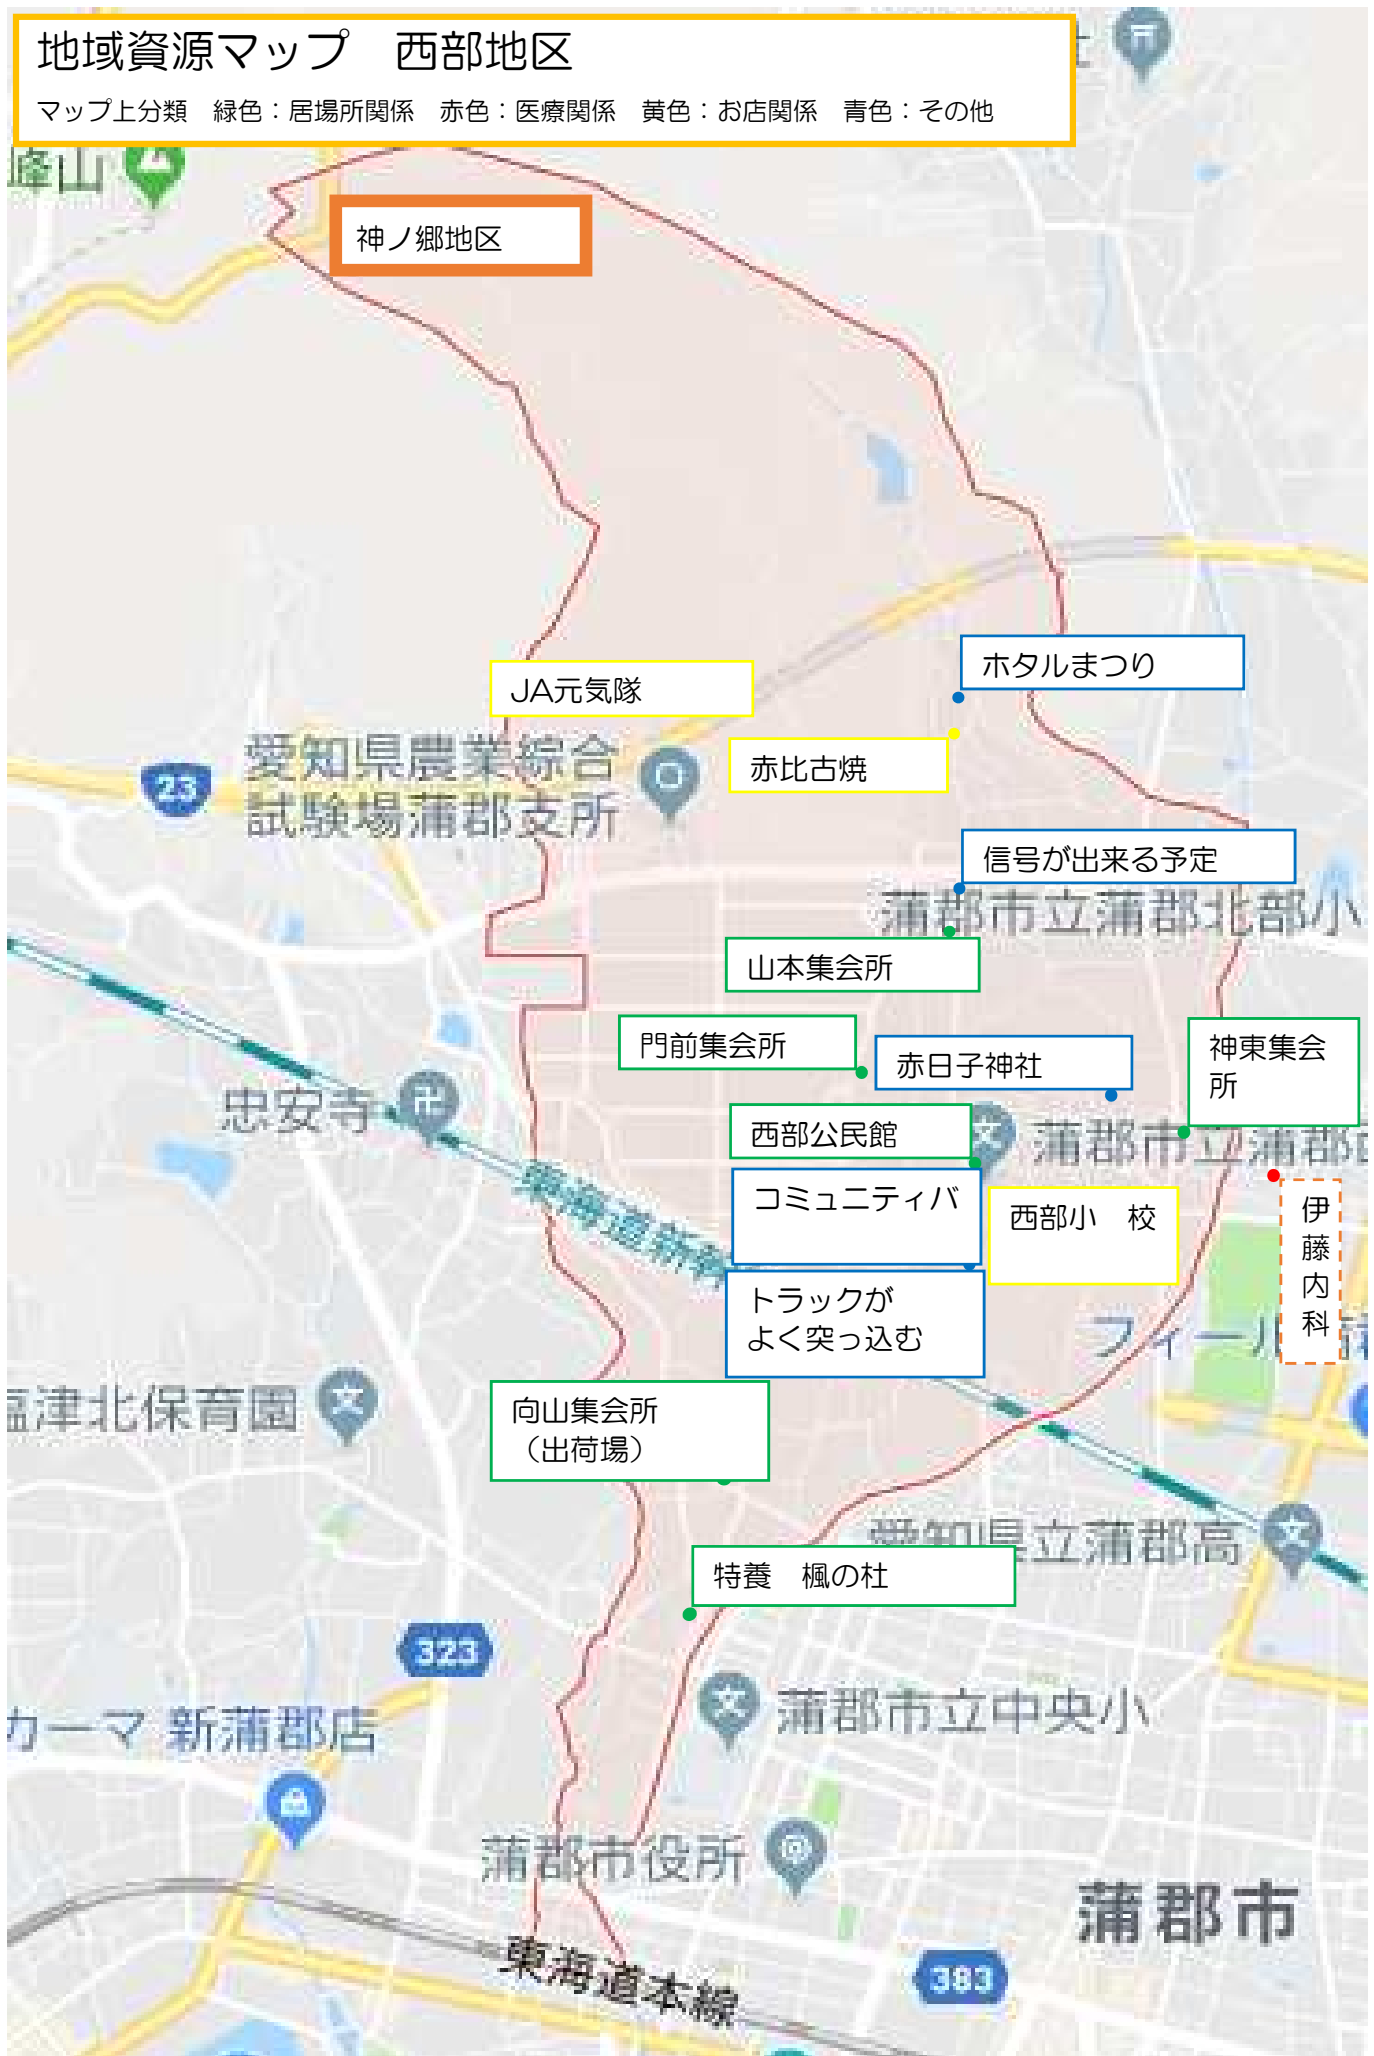 地域資源マップ　西部地区
マップ上分類　緑色：居場所関係　赤色：医療関係　黄色：お店関係　青色：その他
峰山
神ノ郷地区
ホタルまつり
JA元気隊
赤比古焼
愛知県農業総合
試験場蒲郡支所
23
信号が出来る予定
蒲郡市立蒲郡北部小
山本集会所
門前集会所
赤日子神社
神東集会
所
忠安寺
西部公民館
蒲郡市立蒲郡
コミュニティバ
西部小　校
伊
藤
内
科
東海道新
トラックが
よく突っ込む
フィール
塩津北保育園
向山集会所
（出荷場）
愛知県立蒲郡高
特養　楓の杜
323
蒲郡市立中央小
カーマ 新蒲郡店
蒲郡市役所
蒲郡市
東海道本線
383